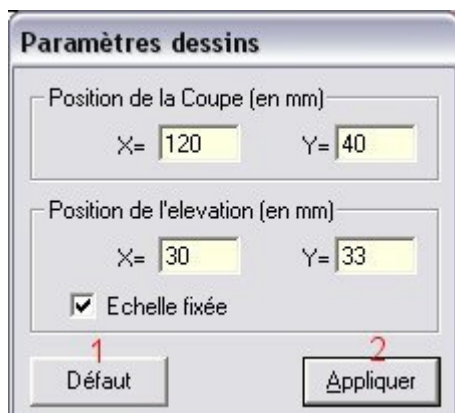 Paramètres dessins
Position de la Coupe (en mm)
X= 120 Y= 40
Position de l'elevation (en mm)
X= 30 Y= 33
Echelle fixée
1 2
Défaut Appliquer